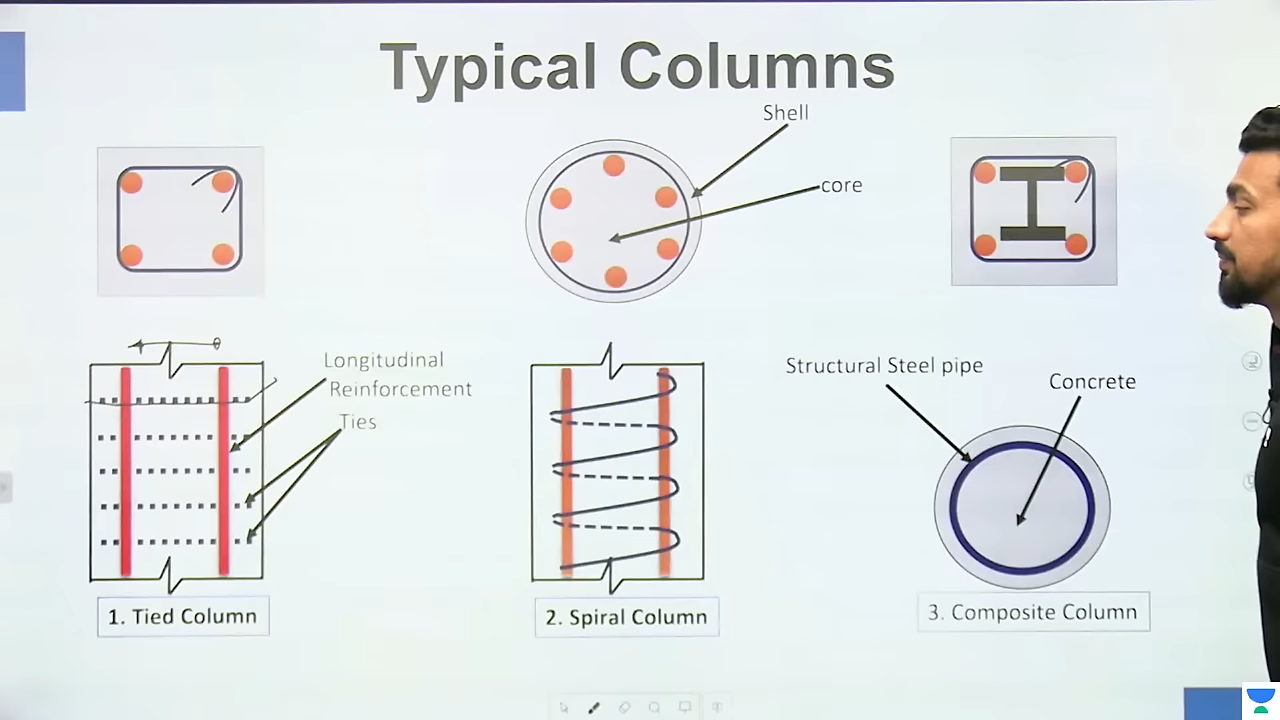 Typical Columns
Shell
core
Longitudinal
Reinforcement
Ties
Structural Steel pipe
Concrete
1. Tied Column
2. Spiral Column
3. Composite Column